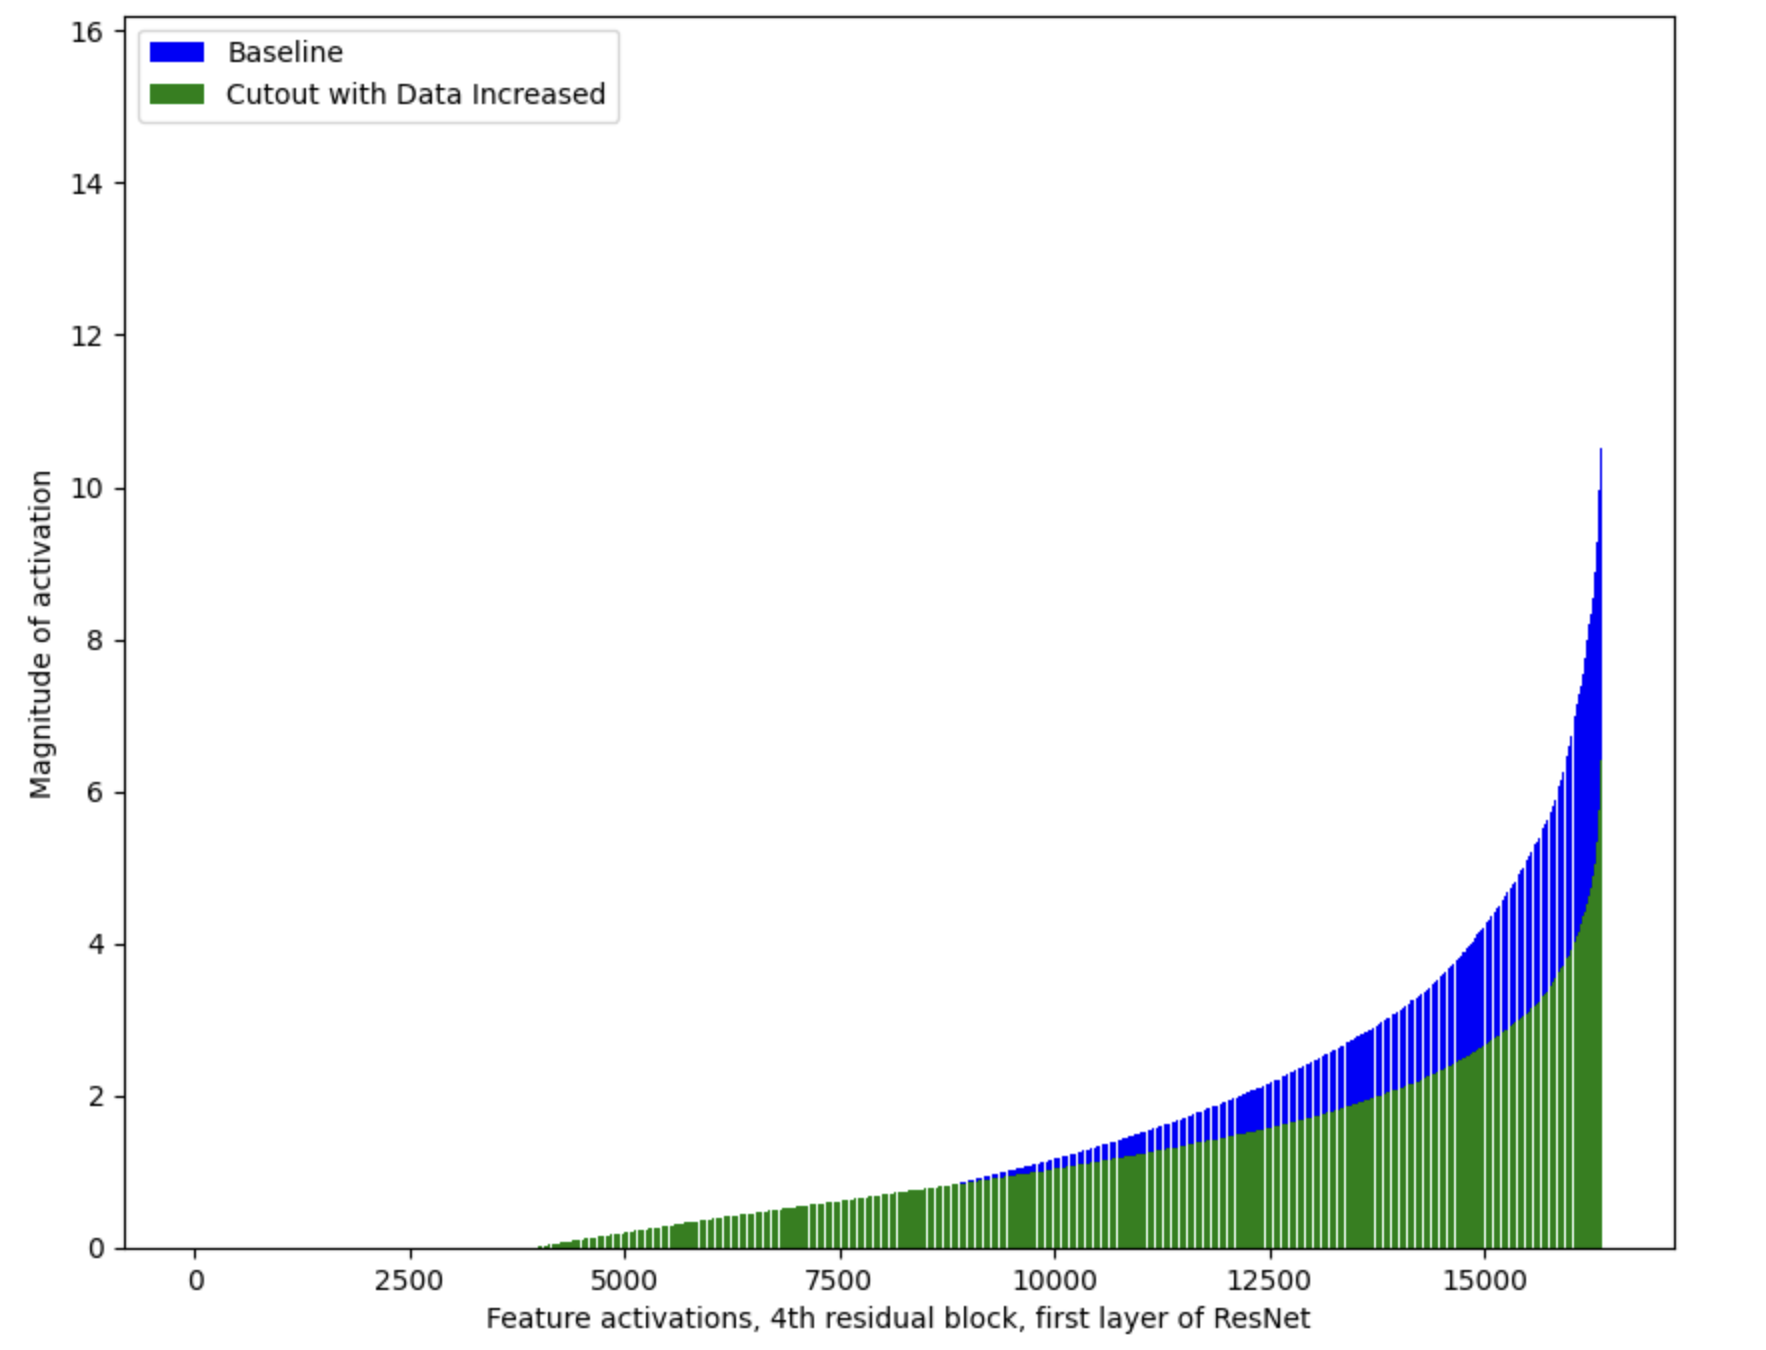 16
Baseline
Cutout with Data Increased
14
12
10
8
6
4
2
0
Magnitude of activation
0 2500 5000 7500 10000 12500 15000
Feature activations, 4th residual block, first layer of ResNet